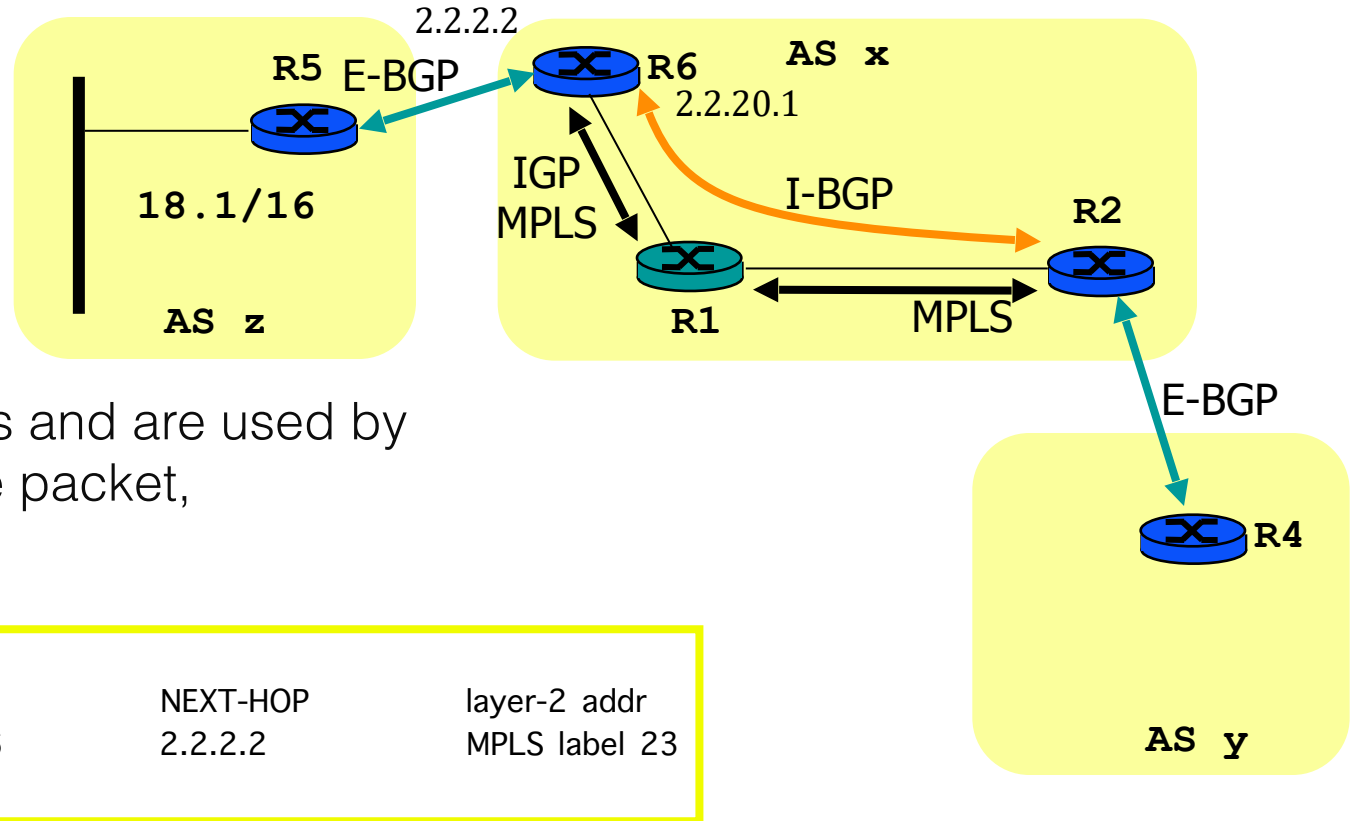 2.2.2.2
R5
E-BGP
R6
AS x
2.2.20.1
18.1/16
IGP
MPLS
I-BGP
R2
AS z
R1
MPLS
E-BGP
s and are used by
packet,
R4
NEXT-HOP layer-2 addr
2.2.2.2 MPLS label 23
AS y